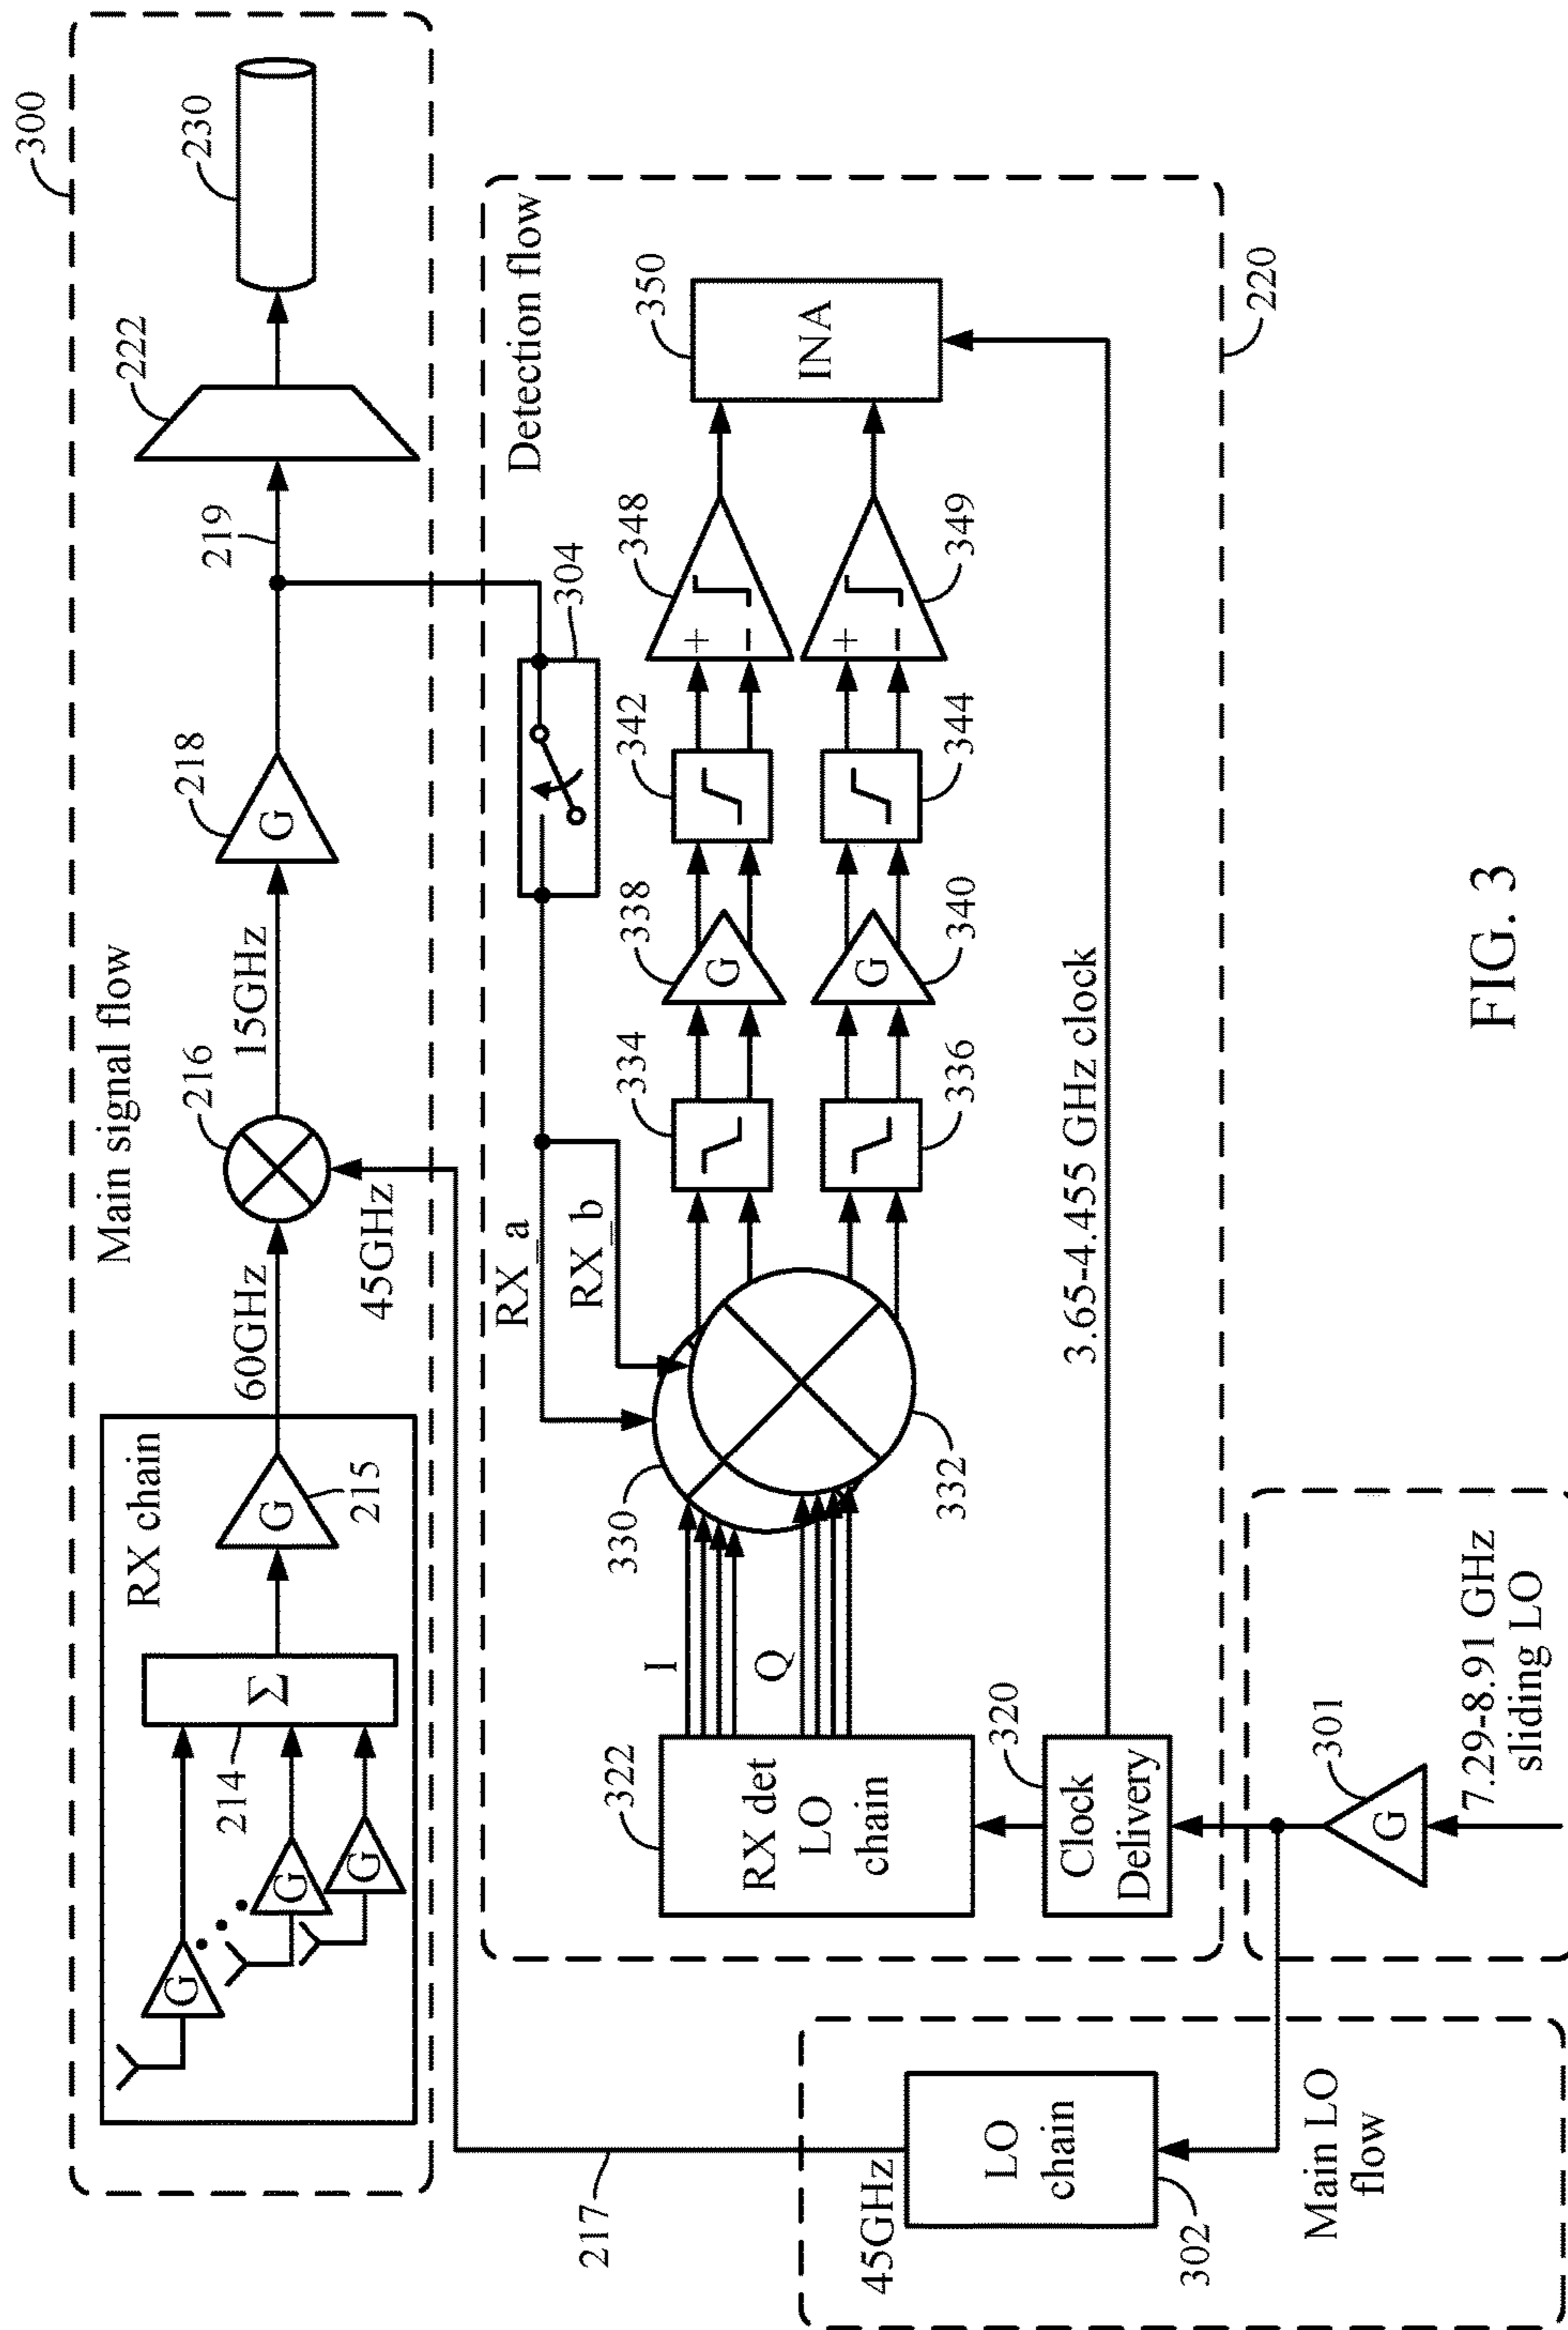 300
Main signal flow
RX chain
G
G
G
214
Σ
G
215
60GHz
216
45GHz
15GHz
218
G
219
222
230
Detection flow
304
RX_a
RX_b
322
RX det
LO
chain
I
Q
330
332
334
336
338
G
340
G
342
344
348
+
−
349
+
−
350
INA
320
Clock
Delivery
3.65-4.455 GHz clock
220
217
45GHz
LO
chain
302
Main LO
flow
301
G
7.29-8.91 GHz
sliding LO
FIG. 3